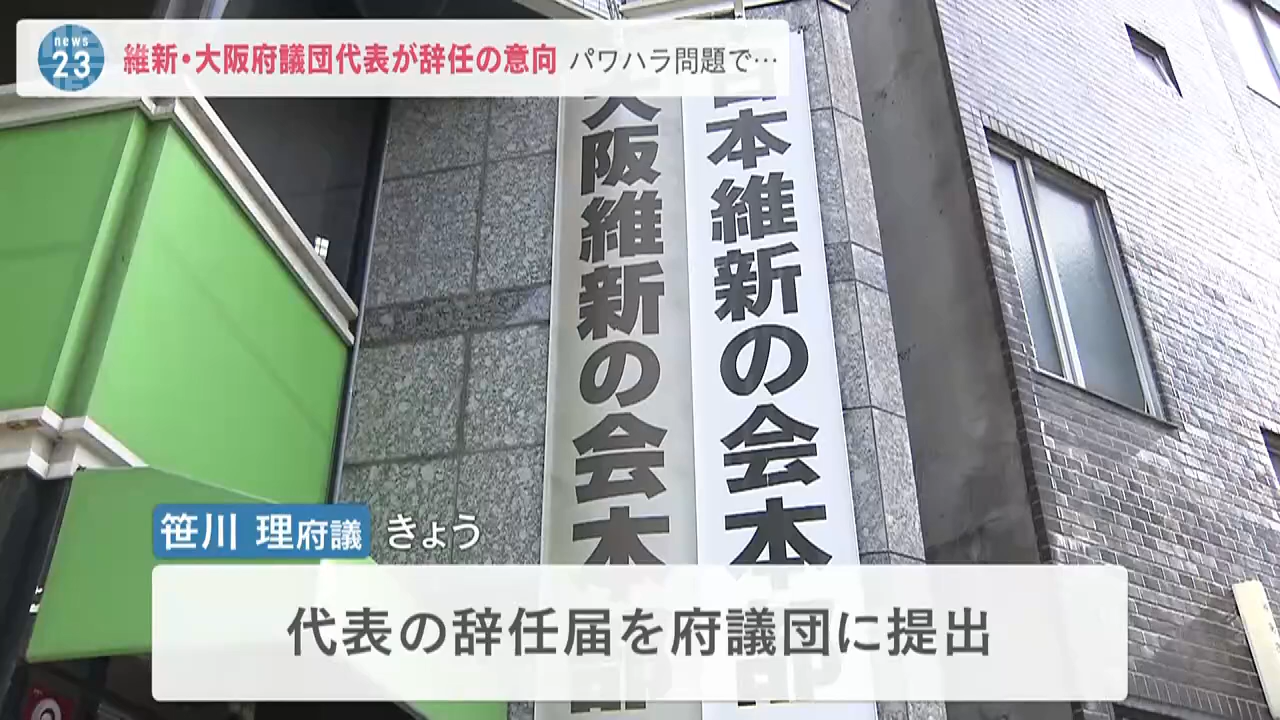 news
23
維新・大阪府議団代表が辞任の意向 パワハラ問題で…
大阪維新の会本部
日本維新の会本部
笹川 理府議 きょう
代表の辞任届を府議団に提出